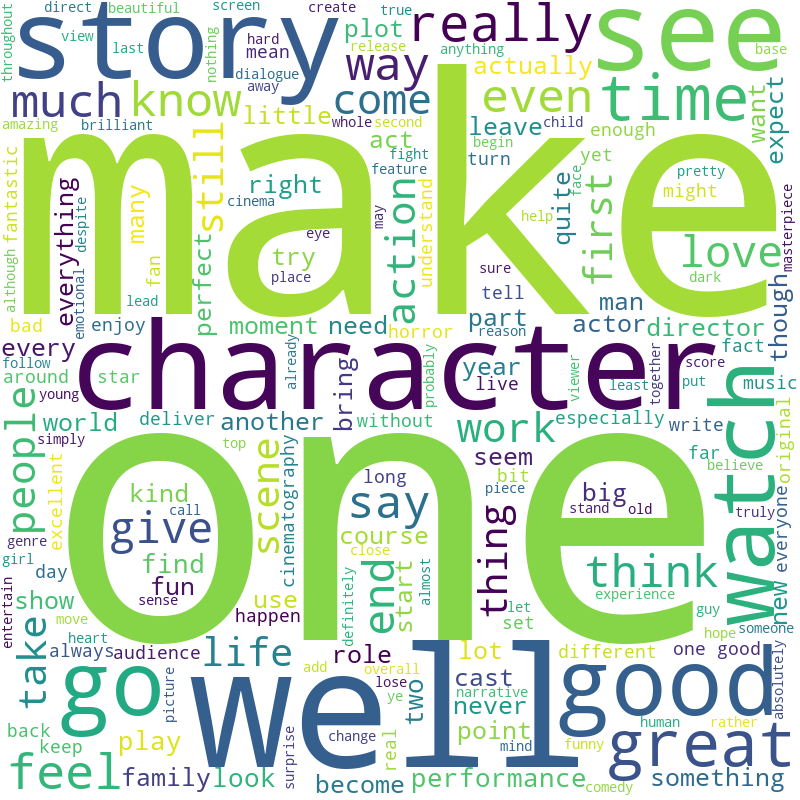 direct
beautiful
screen
create
true
throughout
view
last
nothing
story
hard
mean
dialogue
away
plot
release
really
anything
see
base
much
know
little
way
come
actually
even
time
want
expect
amazing
brilliant
whole
second
act
leave
child
enough
fantastic
still
cinema
fight
feature
begin
turn
yet
make
right
many
everything
despite
although
emotional
fan
eye
may
understand
action
try
place
help
quite
face
first
pretty
might
love
dark
masterpiece
perfect
lead
sure
tell
man
bad
enjoy
moment
need
horror
part
reason
actor
director
though
every
follow
character
fact
around
star
young
already
bring
probably
year
live
viewer
least
together
score
put
music
people
world
deliver
another
without
work
especially
write
original
simply
top
scene
cinematography
seem
far
believe
watch
excellent
genre
one
kind
call
give
long
say
bit
piece
big
stand
old
truly
everyone
new
girl
find
course
close
end
thing
think
day
fun
sense
use
start
almost
experience
entertain
show
move
happen
definitely
let
set
guy
hope
someone
take
heart
always
audience
life
role
lot
different
one good
absolutely
go
picture
well
add
overall
lose
ye
two
cast
narrative
never
good
back
keep
play
surprise
change
real
mind
point
funny
human
rather
great
feel
family
look
become
performance
comedy
something